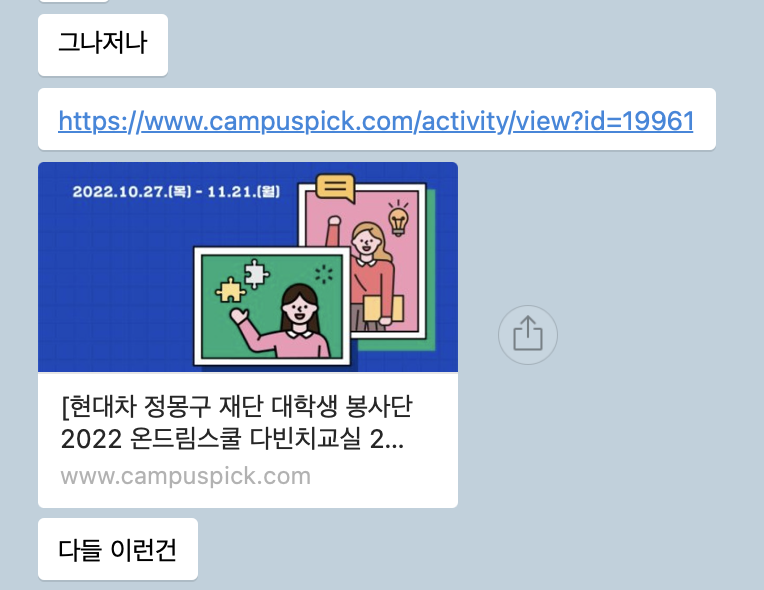 그나저나
https://www.campuspick.com/activity/view?id=19961
2022.10.27.(목) - 11.21.(월)
[현대차 정몽구 재단 대학생 봉사단
2022 온드림스쿨 다빈치교실 2...
www.campuspick.com
다들 이런건